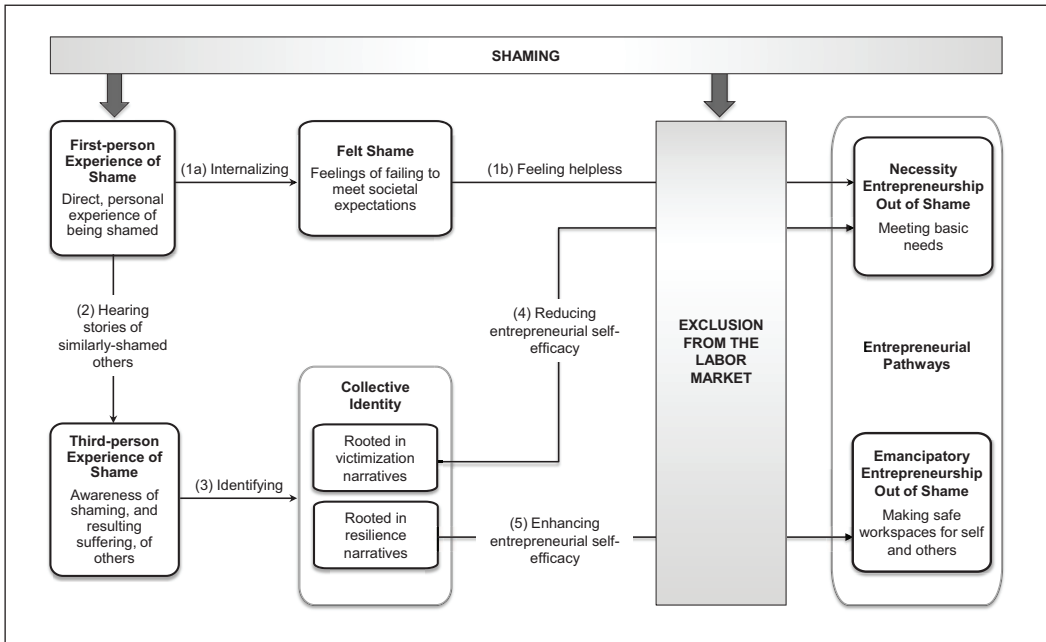 SHAMING
First-person
Experience of
Shame
Direct, personal
experience of
being shamed
(1a) Internalizing
Felt Shame
Feelings of failing to
meet societal
expectations
(1b) Feeling helpless
Necessity
Entrepreneurship
Out of Shame
Meeting basic
needs
(2) Hearing
stories of
similarly-shamed
others
(4) Reducing
entrepreneurial self-
efficacy
EXCLUSION
FROM THE
LABOR
MARKET
Entrepreneurial
Pathways
Third-person
Experience of
Shame
Awareness of
shaming, and
resulting
suffering, of
others
(3) Identifying
Collective
Identity
Rooted in
victimization
narratives
Rooted in
resilience
narratives
(5) Enhancing
entrepreneurial self-
efficacy
Emancipatory
Entrepreneurship
Out of Shame
Making safe
workspaces for self
and others